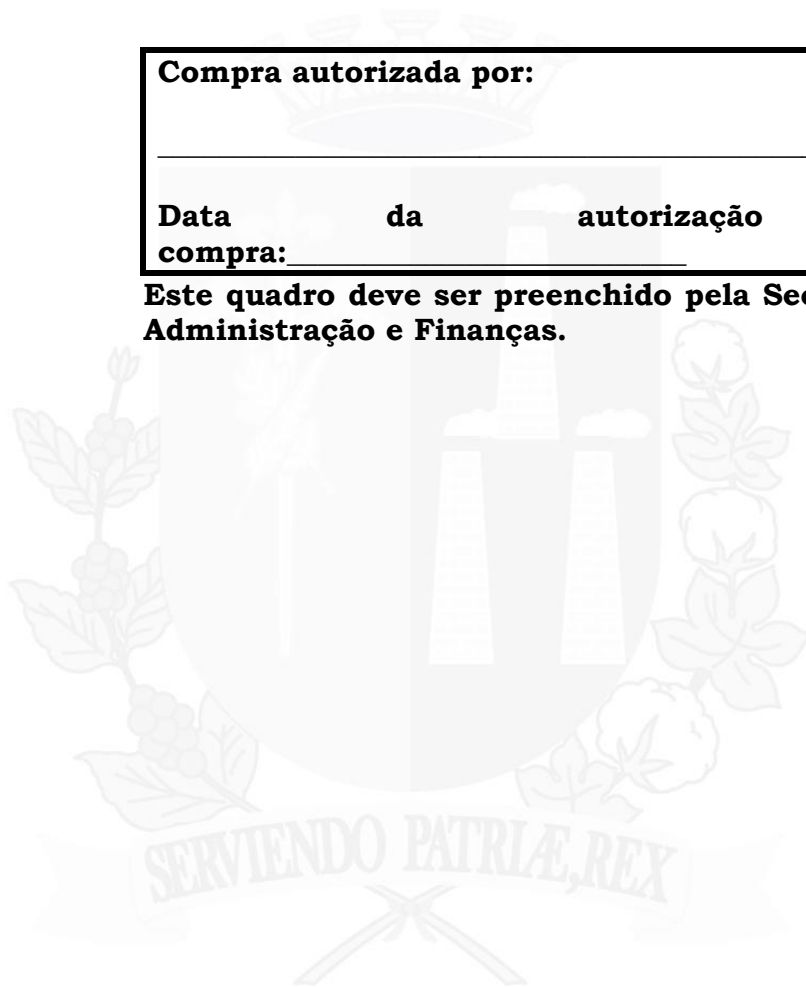 Compra autorizada por:
Data da autorização
compra:
Este quadro deve ser preenchido pela
Administração e Finanças.
SERVIENDO PATRIÆ,REX